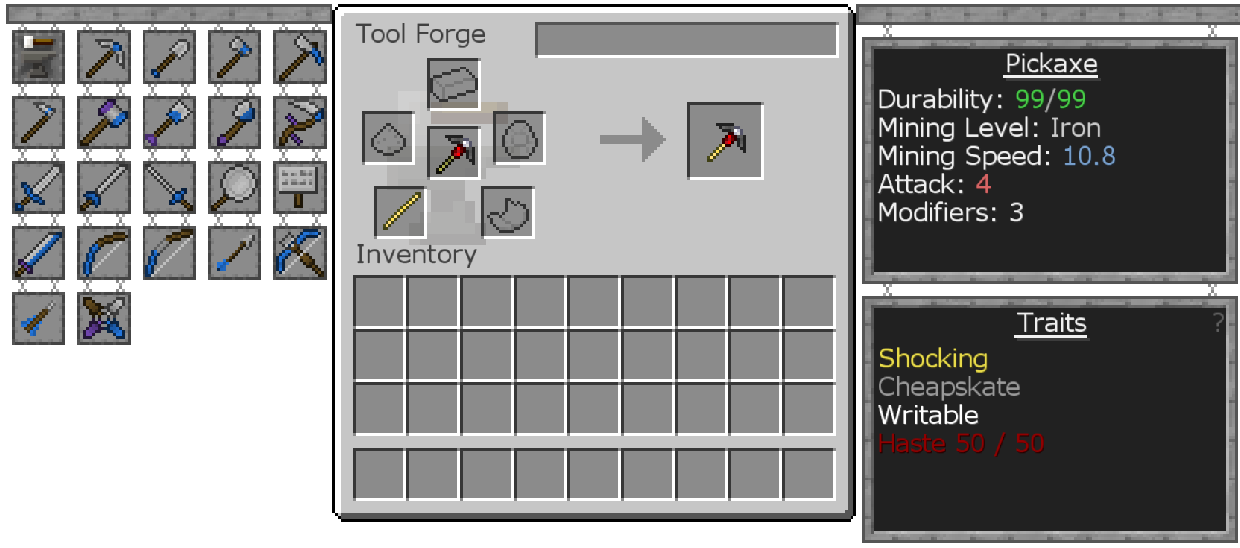 Tool Forge
Inventory
Pickaxe
Durability: 99/99
Mining Level: Iron
Mining Speed: 10.8
Attack: 4
Modifiers: 3
Traits
?
Shocking
Cheapskate
Writable
Haste 50 / 50